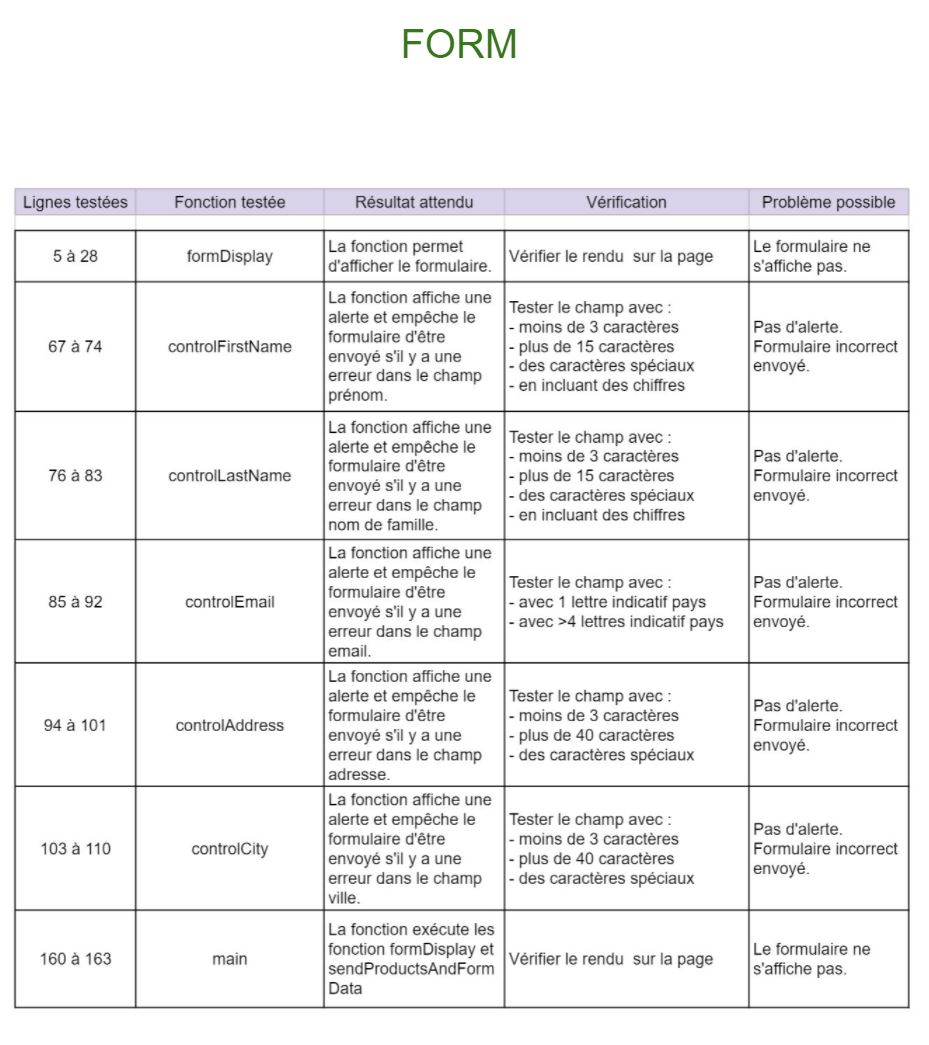 FORM
Lignes testées Fonction testée Résultat attendu Vérification Problème possible
5 à 28
formDisplay
La fonction permet
d'afficher le formulaire.
Vérifier le rendu sur la page
Le formulaire ne
s'affiche pas.
67 à 74
controlFirstName
La fonction affiche une
alerte et empêche le
formulaire d'être
envoyé s'il y a une
erreur dans le champ
prénom.
Tester le champ avec :
- moins de 3 caractères
- plus de 15 caractères
- des caractères spéciaux
- en incluant des chiffres
Pas d'alerte.
Formulaire incorrect
envoyé.
76 à 83
controlLastName
La fonction affiche une
alerte et empêche le
formulaire d'être
envoyé s'il y a une
erreur dans le champ
nom de famille.
Tester le champ avec :
- moins de 3 caractères
- plus de 15 caractères
- des caractères spéciaux
- en incluant des chiffres
Pas d'alerte.
Formulaire incorrect
envoyé.
85 à 92
controlEmail
La fonction affiche une
alerte et empêche le
formulaire d'être
envoyé s'il y a une
erreur dans le champ
email.
Tester le champ avec :
- avec 1 lettre indicatif pays
- avec >4 lettres indicatif pays
Pas d'alerte.
Formulaire incorrect
envoyé.
94 à 101
controlAddress
La fonction affiche une
alerte et empêche le
formulaire d'être
envoyé s'il y a une
erreur dans le champ
adresse.
Tester le champ avec :
- moins de 3 caractères
- plus de 40 caractères
- des caractères spéciaux
Pas d'alerte.
Formulaire incorrect
envoyé.
103 à 110
controlCity
La fonction affiche une
alerte et empêche le
formulaire d'être
envoyé s'il y a une
erreur dans le champ
ville.
Tester le champ avec :
- moins de 3 caractères
- plus de 40 caractères
- des caractères spéciaux
Pas d'alerte.
Formulaire incorrect
envoyé.
160 à 163
main
La fonction exécute les
fonction formDisplay et
sendProductsAndForm
Data
Vérifier le rendu sur la page
Le formulaire ne
s'affiche pas.